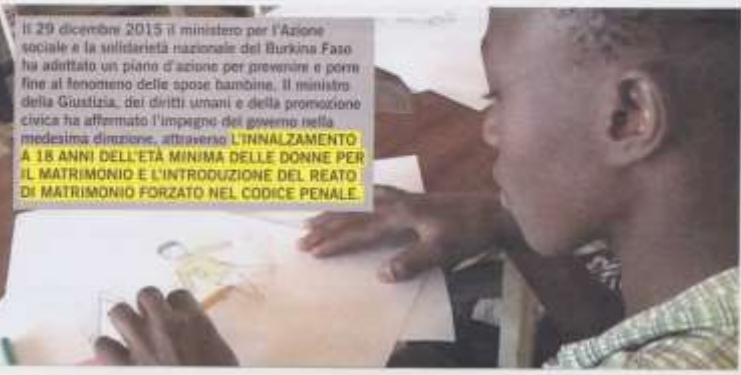 Il 29 dicembre 2015 il ministero per l'Azione
sociale e la solidarietà nazionale del Burkina Faso
ha adottato un piano d'azione per prevenire e porre
fine al fenomeno delle spose bambine. Il ministro
della Giustizia, dei diritti umani e della promozione
civica ha affermato l'impegno del governo nella
medesima direzione, attraverso L'INNALZAMENTO
A 18 ANNI DELL'ETÀ MINIMA DELLE DONNE PER
IL MATRIMONIO E L'INTRODUZIONE DEL REATO
DI MATRIMONIO FORZATO NEL CODICE PENALE.